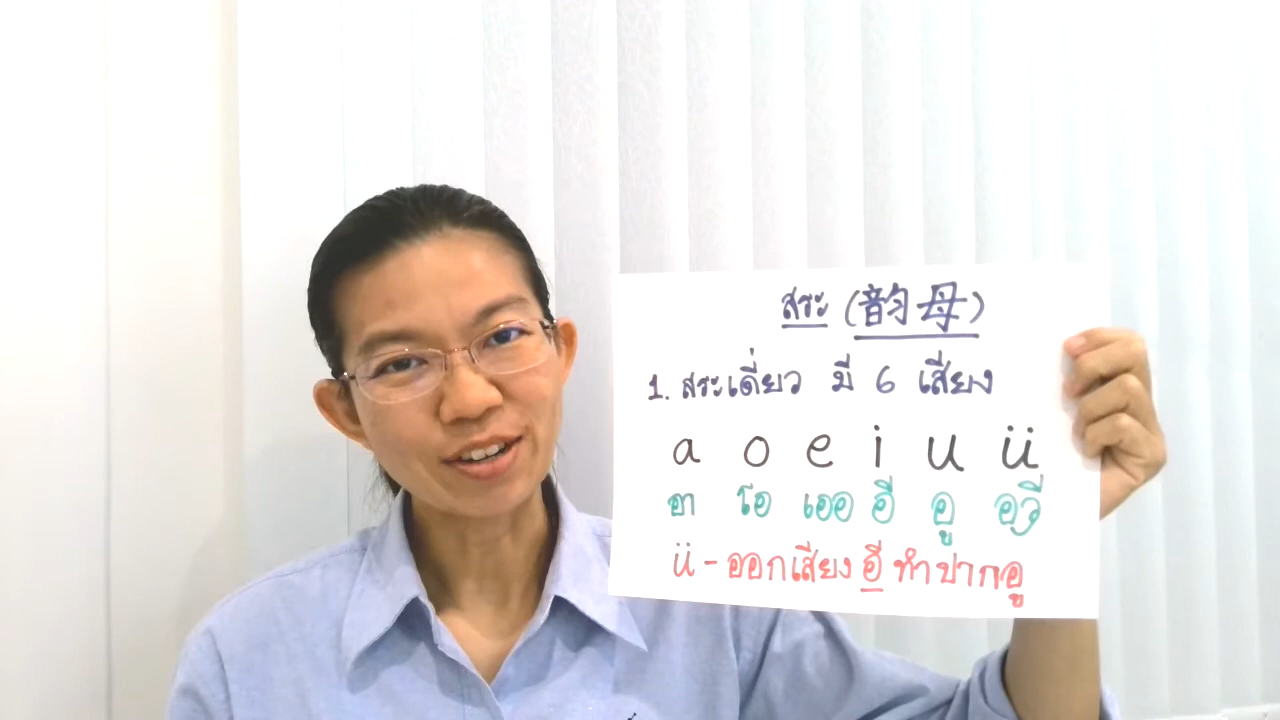 สระ (韵母)
1. สระเดี่ยว มี 6 เสียง
a o e i u ü
อา โอ เออ อี อู อวี
ü - ออกเสียง อี ทำปากอู